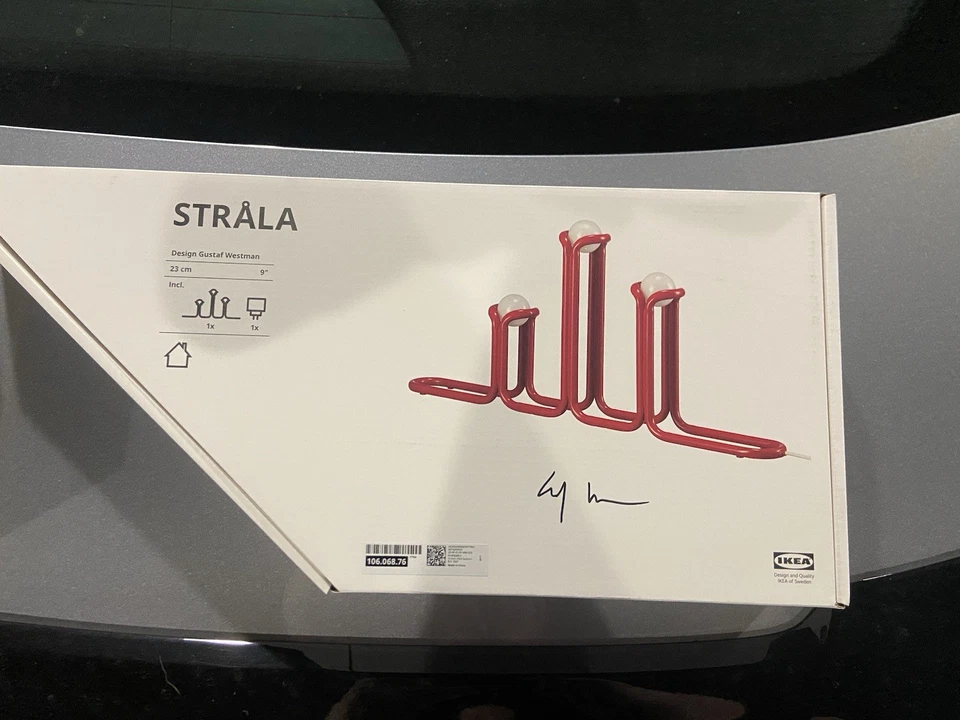 STRÅLA
Design Gustaf Westman
23 cm 9"
Incl.
1x 1x
106.068.76
IKEA
Design and Quality
IKEA of Sweden